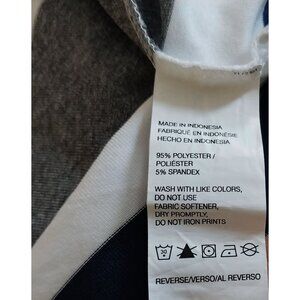 MADE IN INDONESIA
FABRIQUÉ EN INDONÉSIE
HECHO EN INDONESIA
95% POLYESTER /
POLIÉSTER
5% SPANDEX
WASH WITH LIKE COLORS,
DO NOT USE
FABRIC SOFTENER,
DRY PROMPTLY,
DO NOT IRON PRINTS
30
REVERSE/VERSO/AL REVERSO